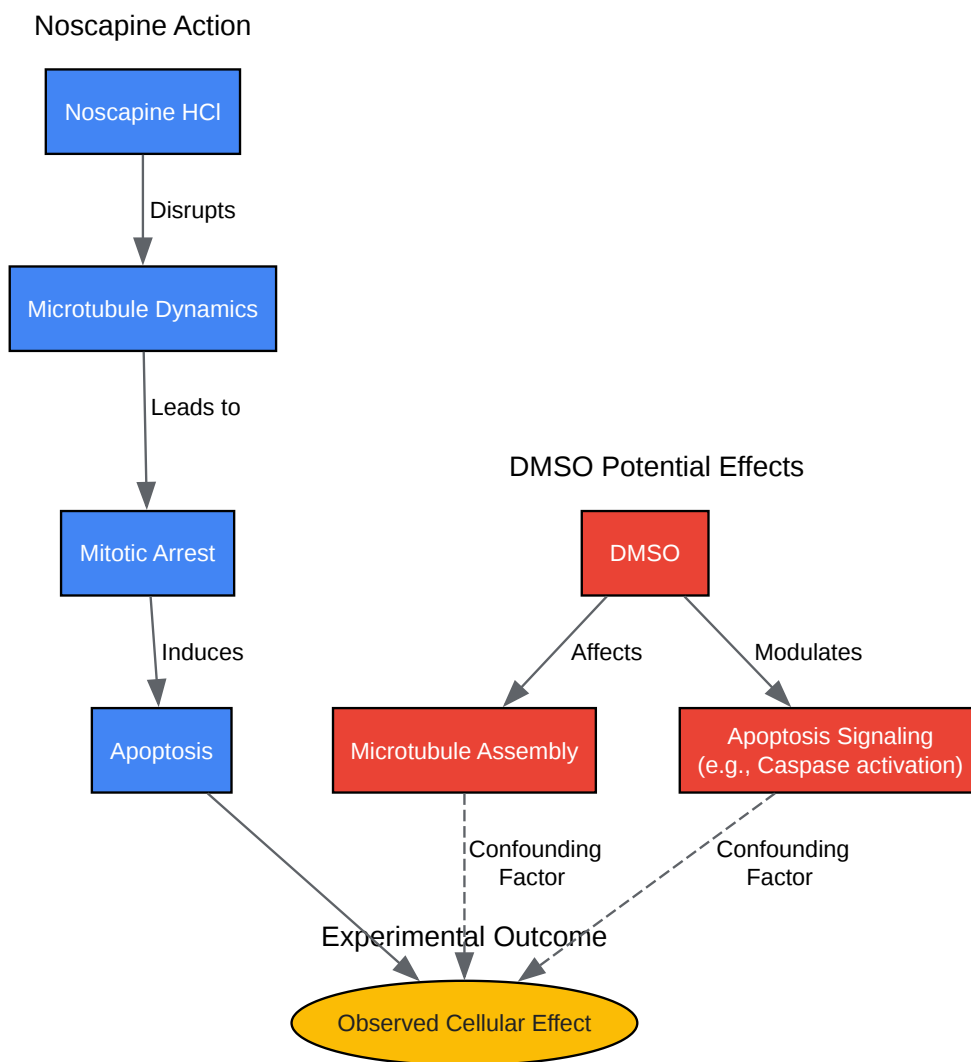 Noscapine Action
Noscapine HCl
Disrupts
Microtubule Dynamics
Leads to
DMSO Potential Effects
Mitotic Arrest
DMSO
Induces
Affects
Modulates
Apoptosis
Microtubule Assembly
Apoptosis Signaling
(e.g., Caspase activation)
Confounding
Factor
Confounding
Factor
Experimental Outcome
Observed Cellular Effect